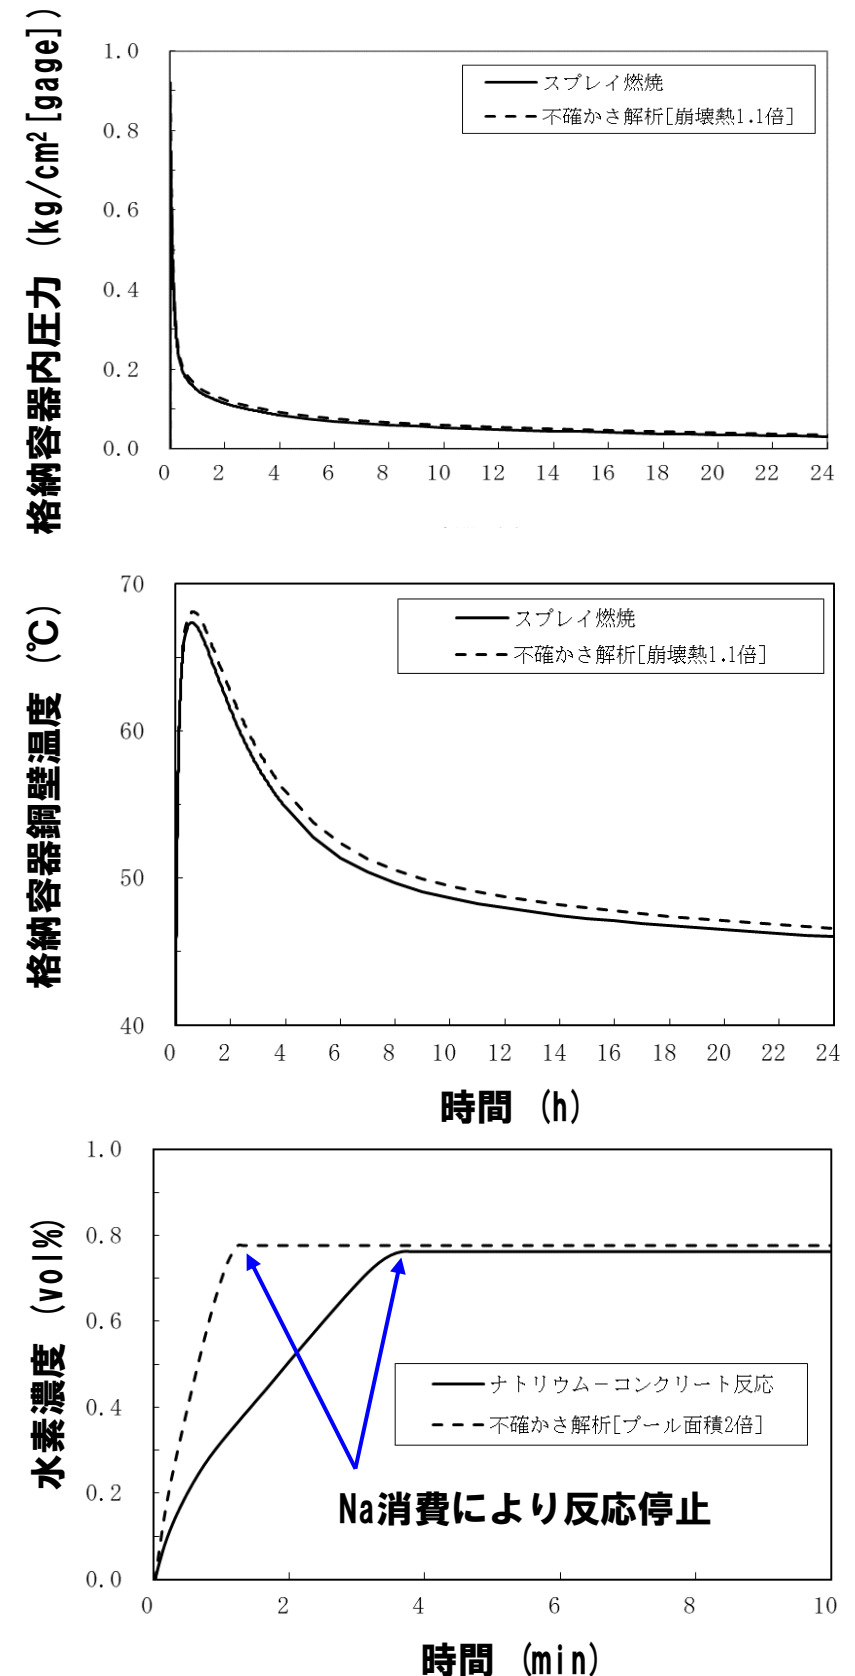 格納容器内圧力 (kg/cm²[gage])
1.0
0.8
0.6
0.4
0.2
0.0
スプレイ燃焼
不確かさ解析[崩壊熱1.1倍]
0 2 4 6 8 10 12 14 16 18 20 22 24
格納容器鋼壁温度 (℃)
70
60
50
40
スプレイ燃焼
不確かさ解析[崩壊熱1.1倍]
0 2 4 6 8 10 12 14 16 18 20 22 24
時間 (h)
水素濃度 (vol%)
1.0
0.8
0.6
0.4
0.2
0.0
ナトリウム－コンクリート反応
不確かさ解析[プール面積2倍]
Na消費により反応停止
0 2 4 6 8 10
時間 (min)